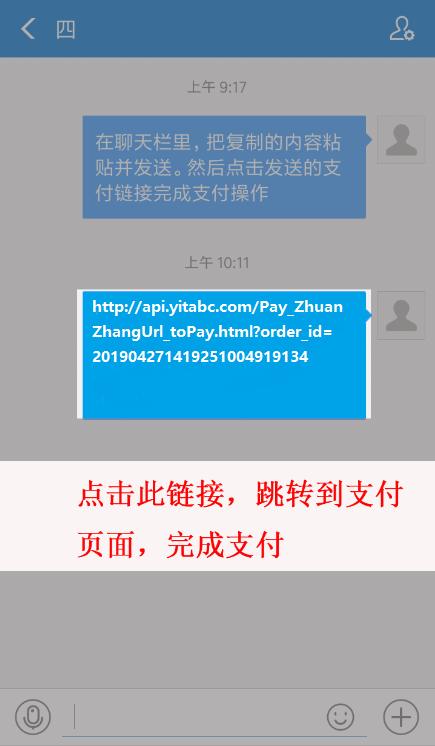 四
上午 9:17
在聊天栏里，把复制的内容粘
贴并发送。然后点击发送的支
付链接完成支付操作
上午 10:11
http://api.yitabc.com/Pay_Zhuan
ZhangUrl_toPay.html?order_id=
201904271419251004919134
点击此链接，跳转到支付
页面，完成支付